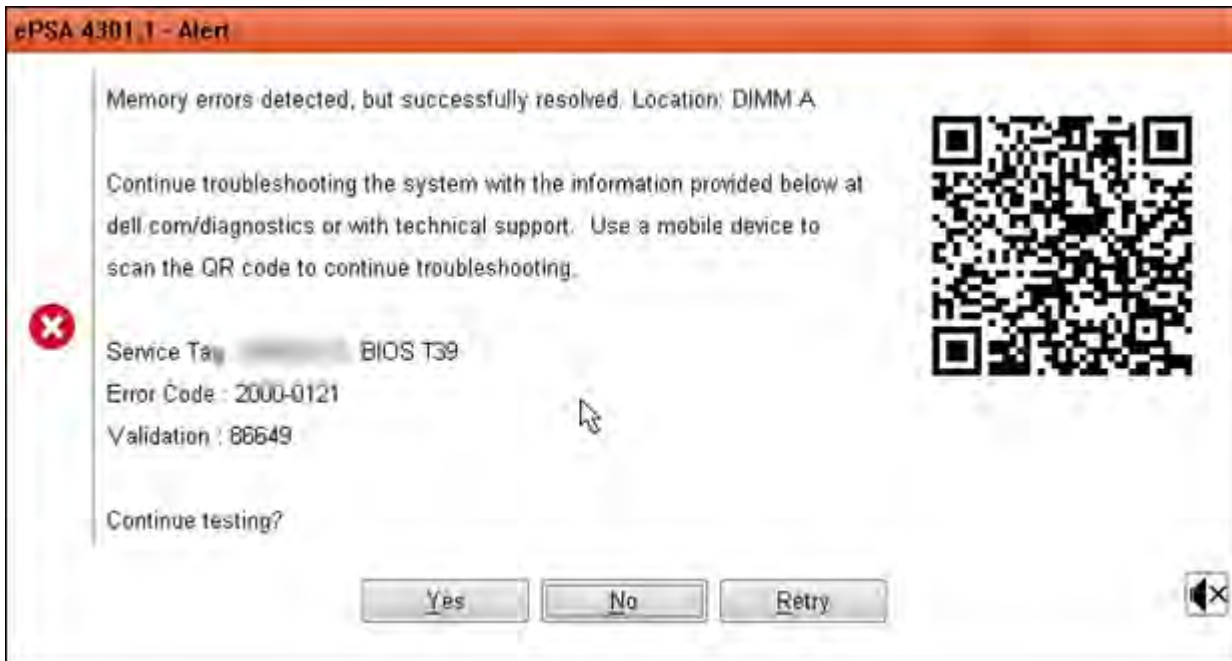 ePSA 4301.1 - Alert
Memory errors detected, but successfully resolved. Location: DIMM A
Continue troubleshooting the system with the information provided below at
dell com/diagnostics or with technical support. Use a mobile device to
scan the QR code to continue troubleshooting.
Service Tag BIOS T39
Error Code : 2000-0121
Validation : 86649
Continue testing?
Yes No Retry